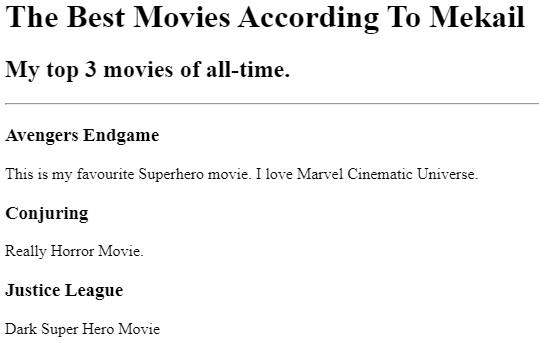 The Best Movies According To Mekail
My top 3 movies of all-time.
Avengers Endgame
This is my favourite Superhero movie. I love Marvel Cinematic Universe.
Conjuring
Really Horror Movie.
Justice League
Dark Super Hero Movie